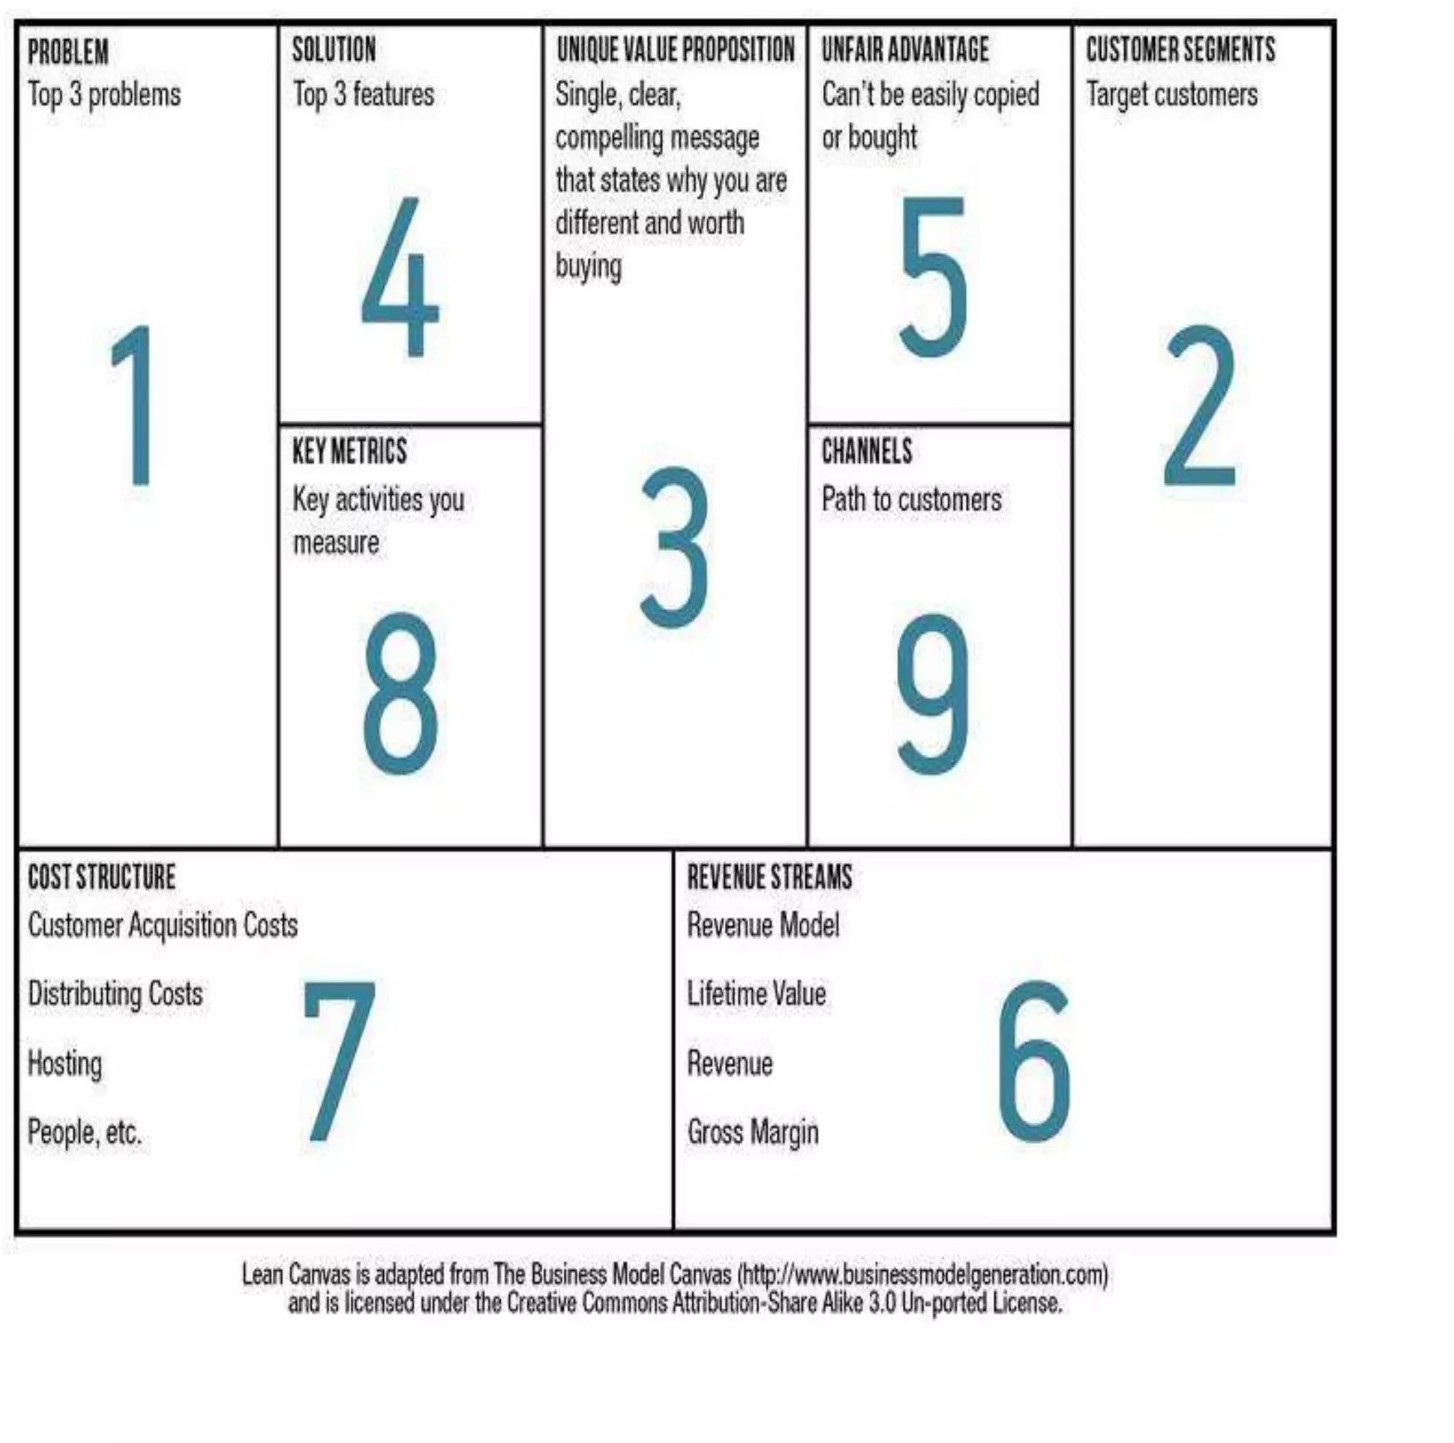 PROBLEM
Top 3 problems
1
SOLUTION
Top 3 features
4
KEY METRICS
Key activities you
measure
8
UNIQUE VALUE PROPOSITION
Single, clear,
compelling message
that states why you are
different and worth
buying
3
UNFAIR ADVANTAGE
Can't be easily copied
or bought
5
CHANNELS
Path to customers
9
CUSTOMER SEGMENTS
Target customers
2
COST STRUCTURE
Customer Acquisition Costs
Distributing Costs
Hosting
People, etc.
7
REVENUE STREAMS
Revenue Model
Lifetime Value
Revenue
Gross Margin
6
Lean Canvas is adapted from The Business Model Canvas (http://www.businessmodelgeneration.com)
and is licensed under the Creative Commons Attribution-Share Alike 3.0 Un-ported License.